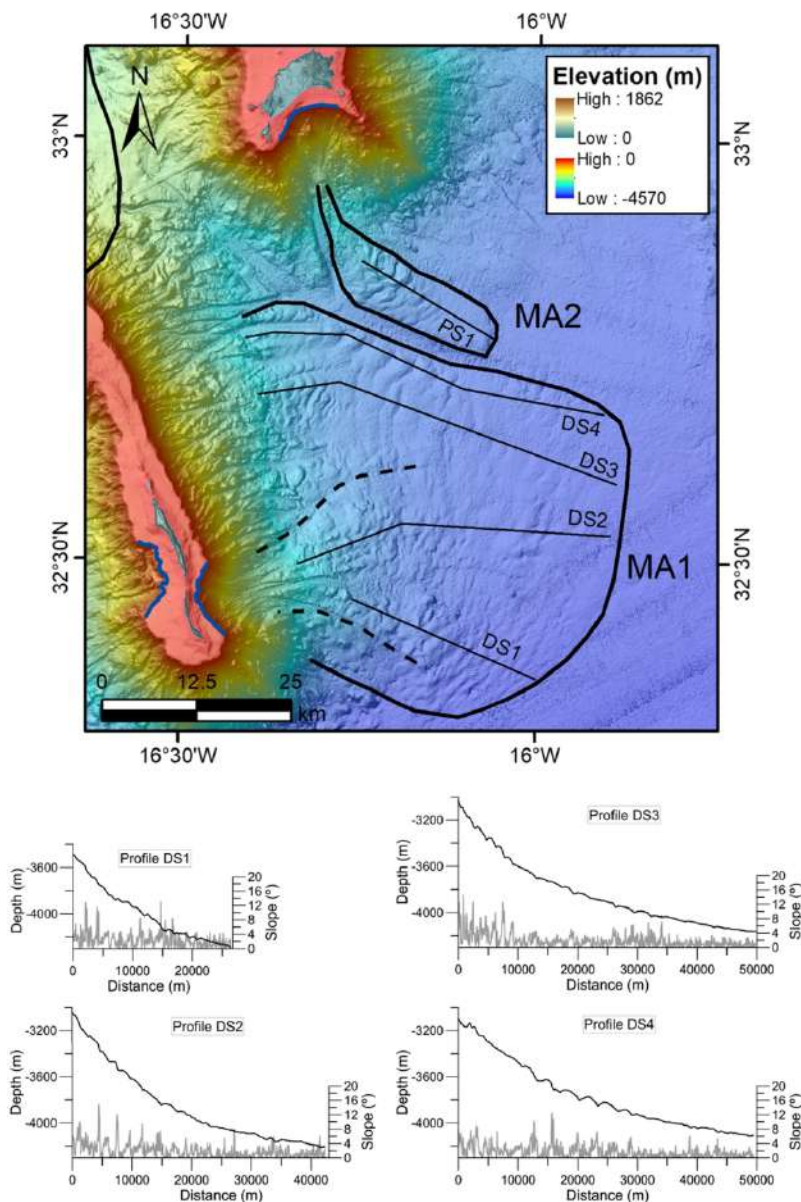 16°30'W 16°W
N
Elevation (m)
High : 1862
Low : 0
High : 0
Low : -4570
33°N 33°N
MA2
PS1
DS4
DS3
DS2
MA1
32°30'N 32°30'N
DS1
0 12.5 25
km
16°30'W 16°W
Profile DS1
-3600
-4000
Depth (m)
20
16
12
8
4
0
Slope (º)
0 10000 20000
Distance (m)
Profile DS3
-3200
-3600
-4000
Depth (m)
20
16
12
8
4
0
Slope (º)
0 10000 20000 30000 40000 50000
Distance (m)
Profile DS2
-3200
-3600
-4000
Depth (m)
20
16
12
8
4
0
Slope (º)
0 10000 20000 30000 40000
Distance (m)
Profile DS4
-3200
-3600
-4000
Depth (m)
20
16
12
8
4
0
Slope (º)
0 10000 20000 30000 40000 50000
Distance (m)